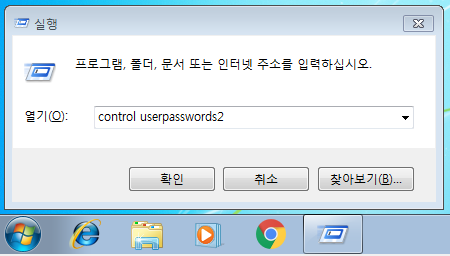 실행
프로그램, 폴더, 문서 또는 인터넷 주소를 입력하십시오.
열기(O): control userpasswords2
확인 취소 찾아보기(B)...